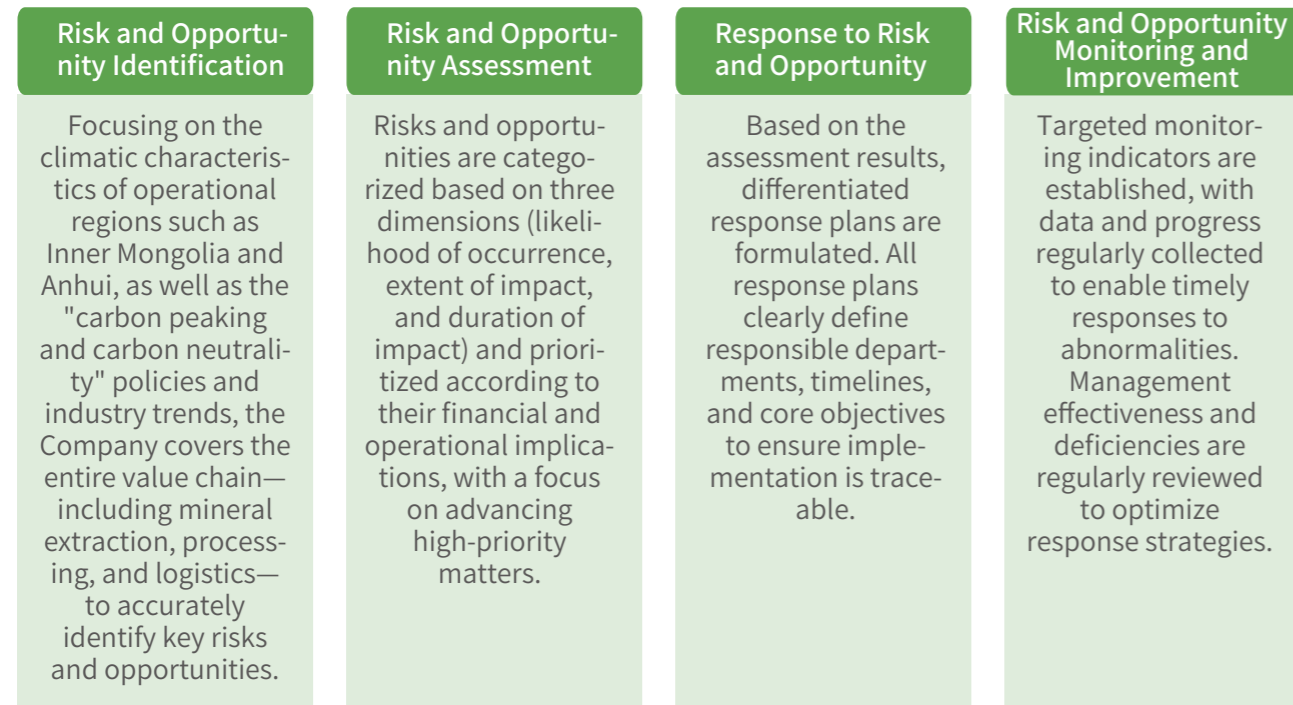 Risk and Opportu-
nity Identification
Focusing on the
climatic characteris-
tics of operational
regions such as
Inner Mongolia and
Anhui, as well as the
"carbon peaking
and carbon neutrali-
ty" policies and
industry trends, the
Company covers the
entire value chain—
including mineral
extraction, process-
ing, and logistics—
to accurately
identify key risks
and opportunities.
Risk and Opportu-
nity Assessment
Risks and opportu-
nities are catego-
rized based on three
dimensions (likeli-
hood of occurrence,
extent of impact,
and duration of
impact) and priori-
tized according to
their financial and
operational implica-
tions, with a focus
on advancing
high-priority
matters.
Response to Risk
and Opportunity
Based on the
assessment results,
differentiated
response plans are
formulated. All
response plans
clearly define
responsible depart-
ments, timelines,
and core objectives
to ensure imple-
mentation is trace-
able.
Risk and Opportunity
Monitoring and
Improvement
Targeted monitor-
ing indicators are
established, with
data and progress
regularly collected
to enable timely
responses to
abnormalities.
Management
effectiveness and
deficiencies are
regularly reviewed
to optimize
response strategies.